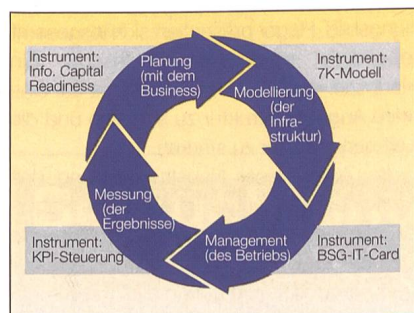 Instrument:
Info. Capital
Readiness
Planung
(mit dem
Business)
Instrument:
7K-Modell
Modellierung
(der
Infra-
struktur)
Messung
(der
Ergebnisse)
Management
(des Betriebs)
Instrument:
KPI-Steuerung
Instrument:
BSG-IT-Card